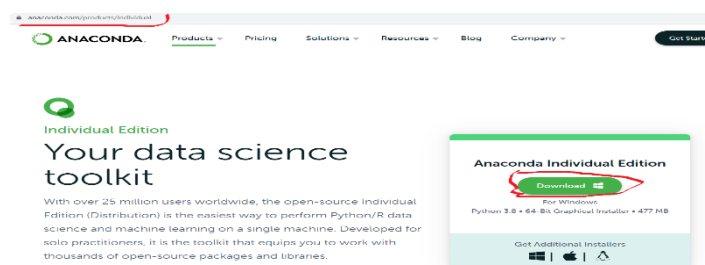 anaconda.com/products/individual
ANACONDA. Products Pricing Solutions Resources Blog Company Get Starte
Individual Edition
Your data science
toolkit
With over 25 million users worldwide, the open-source Individual
Edition (Distribution) is the easiest way to perform Python/R data
science and machine learning on a single machine. Developed for
solo practitioners, it is the toolkit that equips you to work with
thousands of open-source packages and libraries.
Anaconda Individual Edition
Download
For Windows
Python 3.8 • 64-Bit Graphical Installer • 477 MB
Get Additional Installers